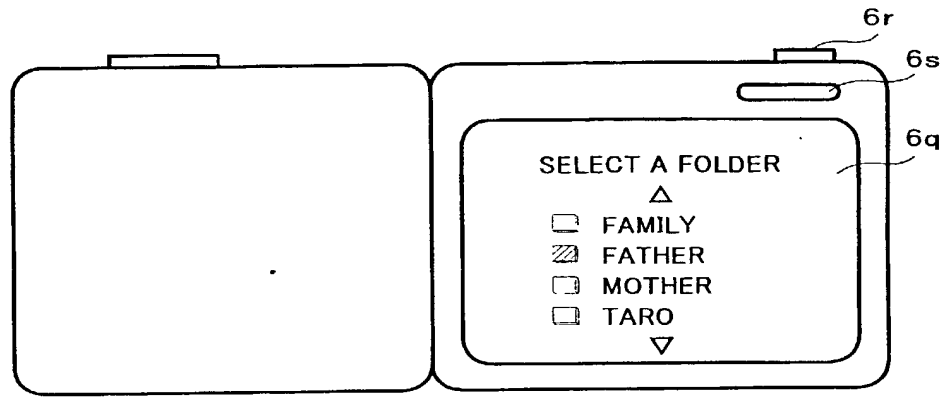 6r
6s
6q
SELECT A FOLDER
FAMILY
FATHER
MOTHER
TARO